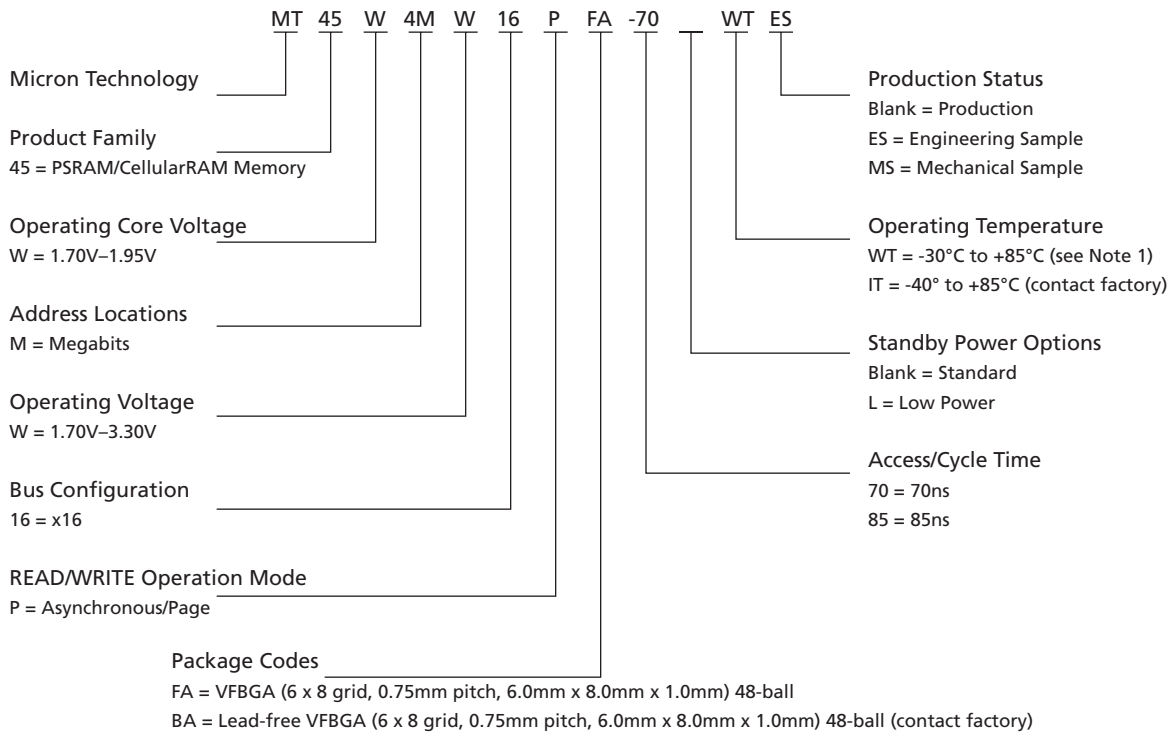 MT 45 W 4M W 16 P FA -70 _ WT ES
Micron Technology
Product Family
45 = PSRAM/CellularRAM Memory
Operating Core Voltage
W = 1.70V–1.95V
Address Locations
M = Megabits
Operating Voltage
W = 1.70V–3.30V
Bus Configuration
16 = x16
READ/WRITE Operation Mode
P = Asynchronous/Page
Package Codes
FA = VFBGA (6 x 8 grid, 0.75mm pitch, 6.0mm x 8.0mm x 1.0mm) 48-ball
BA = Lead-free VFBGA (6 x 8 grid, 0.75mm pitch, 6.0mm x 8.0mm x 1.0mm) 48-ball (contact factory)
Production Status
Blank = Production
ES = Engineering Sample
MS = Mechanical Sample
Operating Temperature
WT = -30°C to +85°C (see Note 1)
IT = -40° to +85°C (contact factory)
Standby Power Options
Blank = Standard
L = Low Power
Access/Cycle Time
70 = 70ns
85 = 85ns